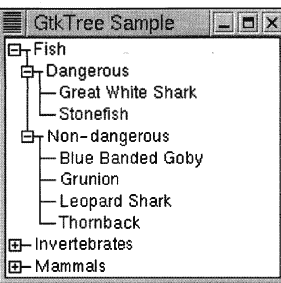 GtkTree Sample
Fish
Dangerous
Great White Shark
Stonefish
Non-dangerous
Blue Banded Goby
Grunion
Leopard Shark
Thornback
Invertebrates
Mammals